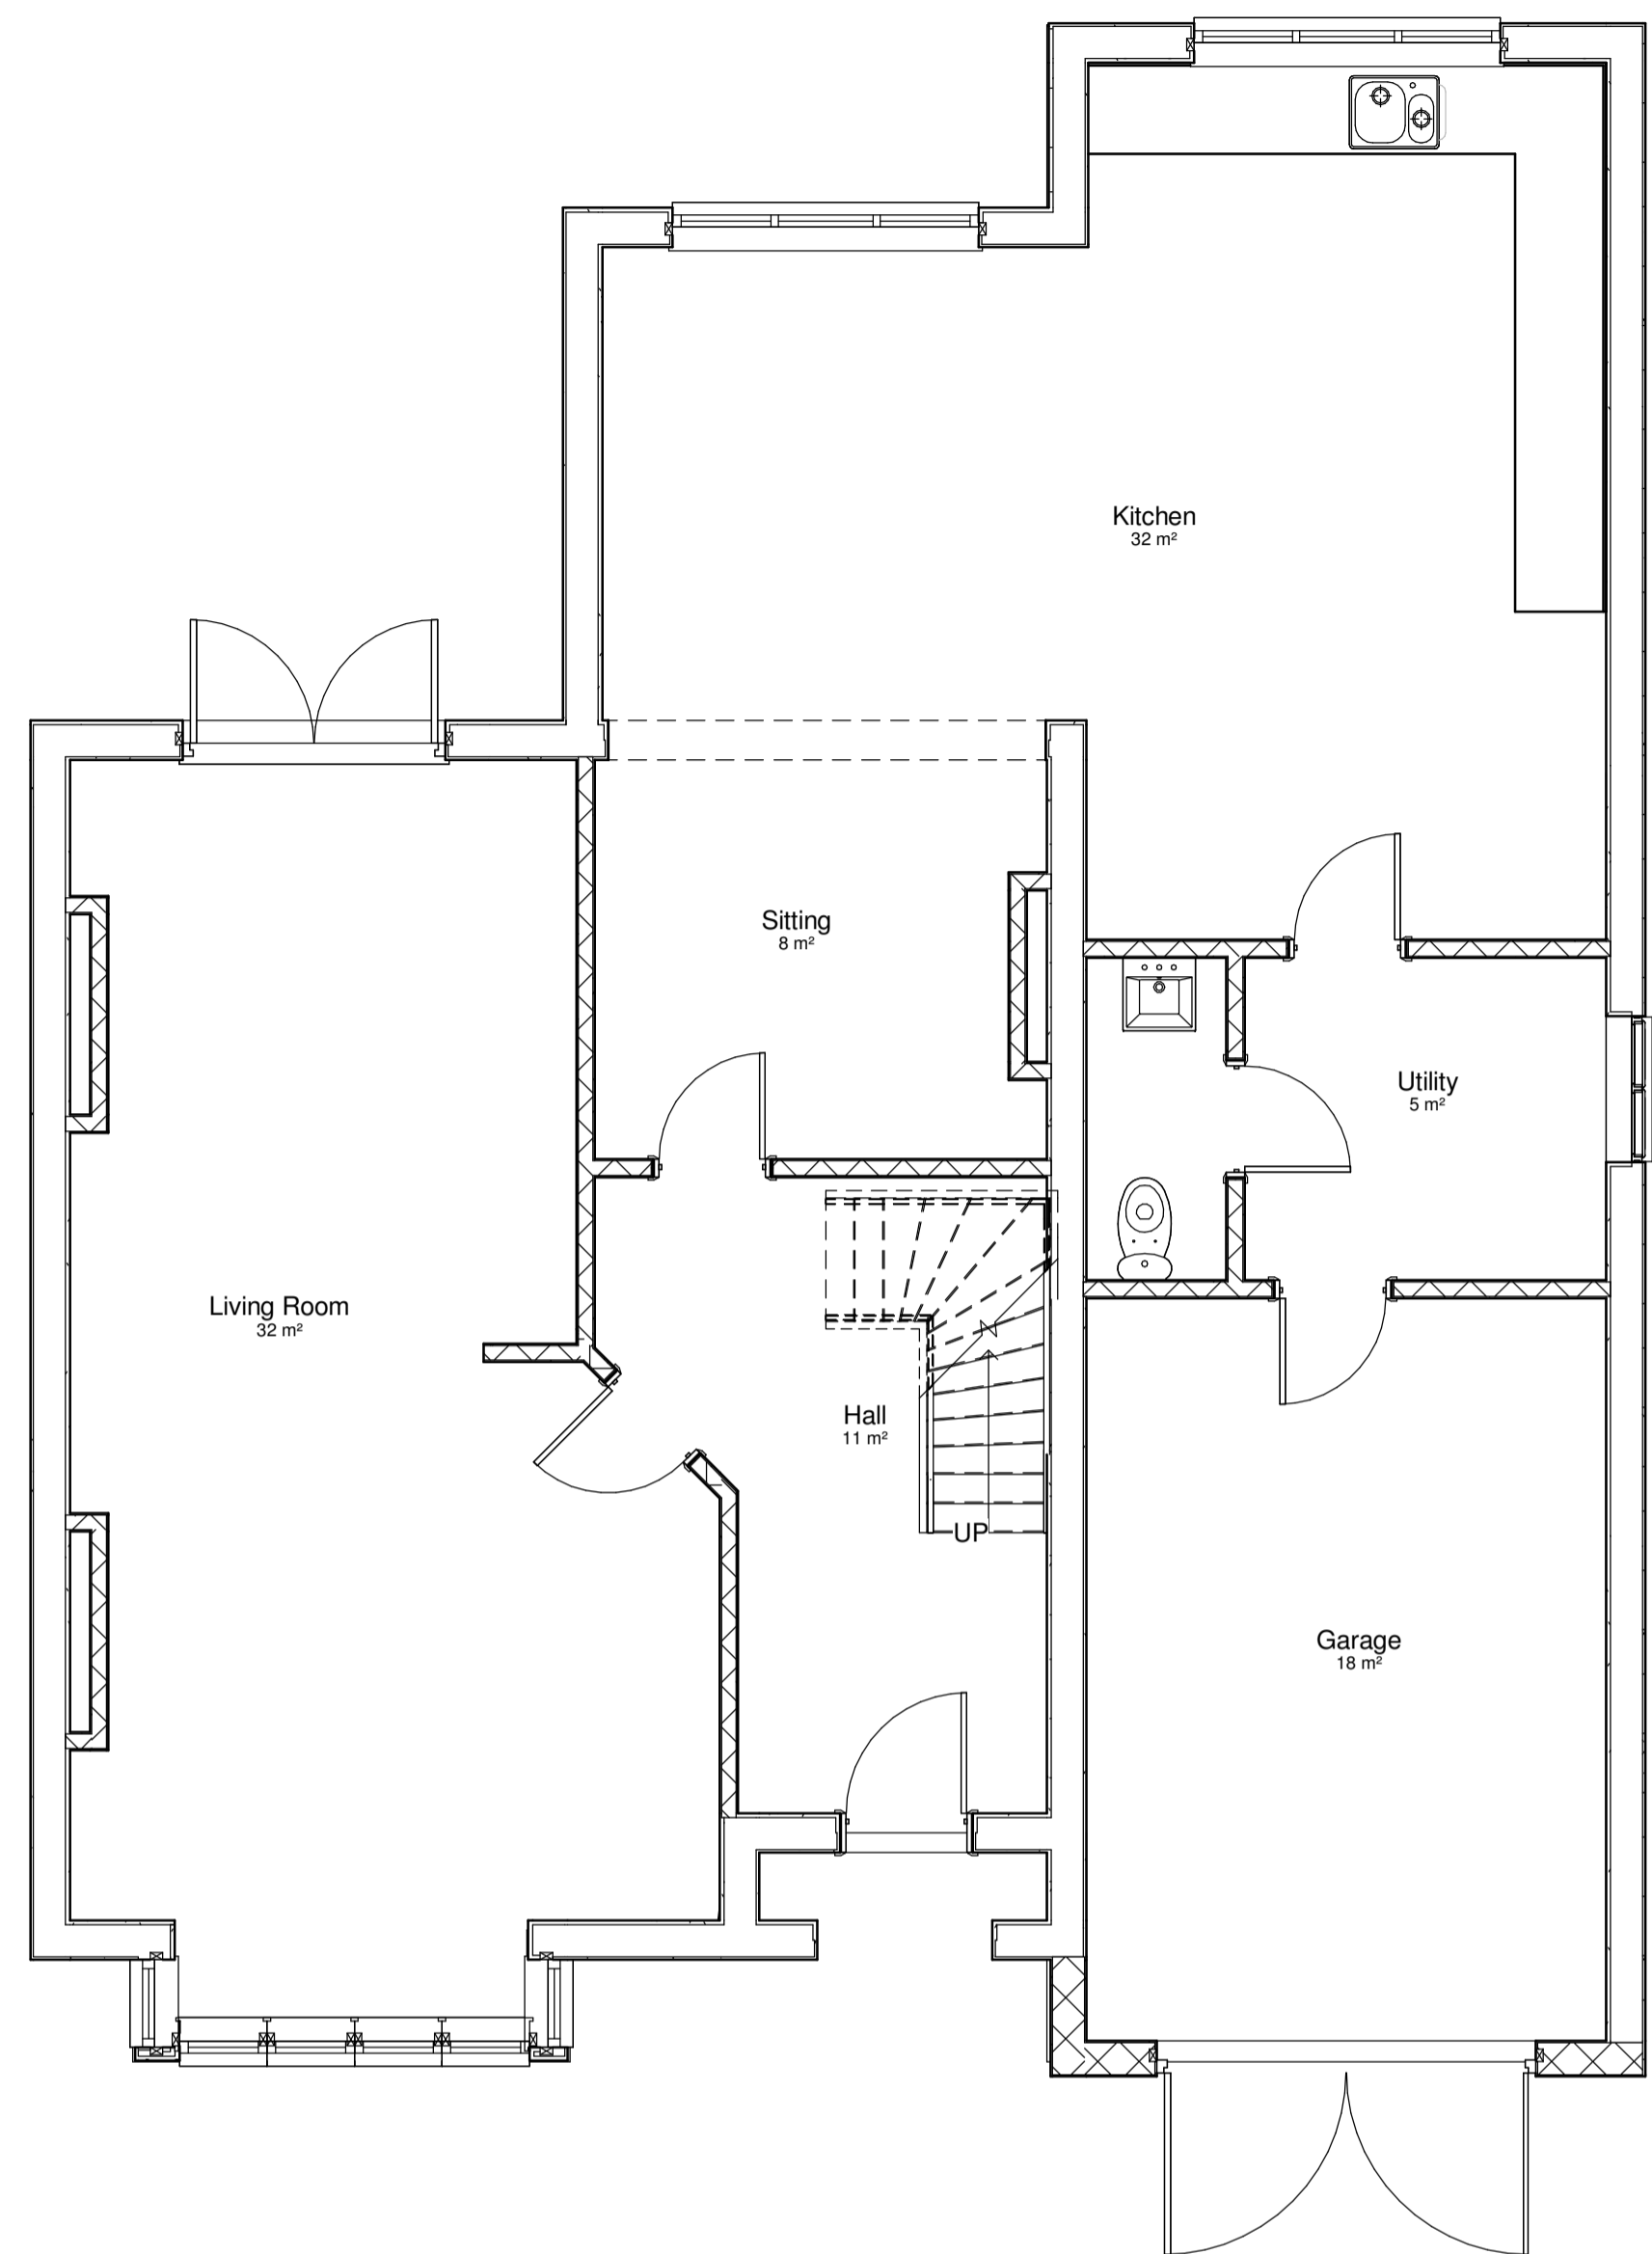 Kitchen
32 m²
Sitting
8 m²
Utility
5 m²
Living Room
32 m²
Hall
11 m²
UP
Garage
18 m²